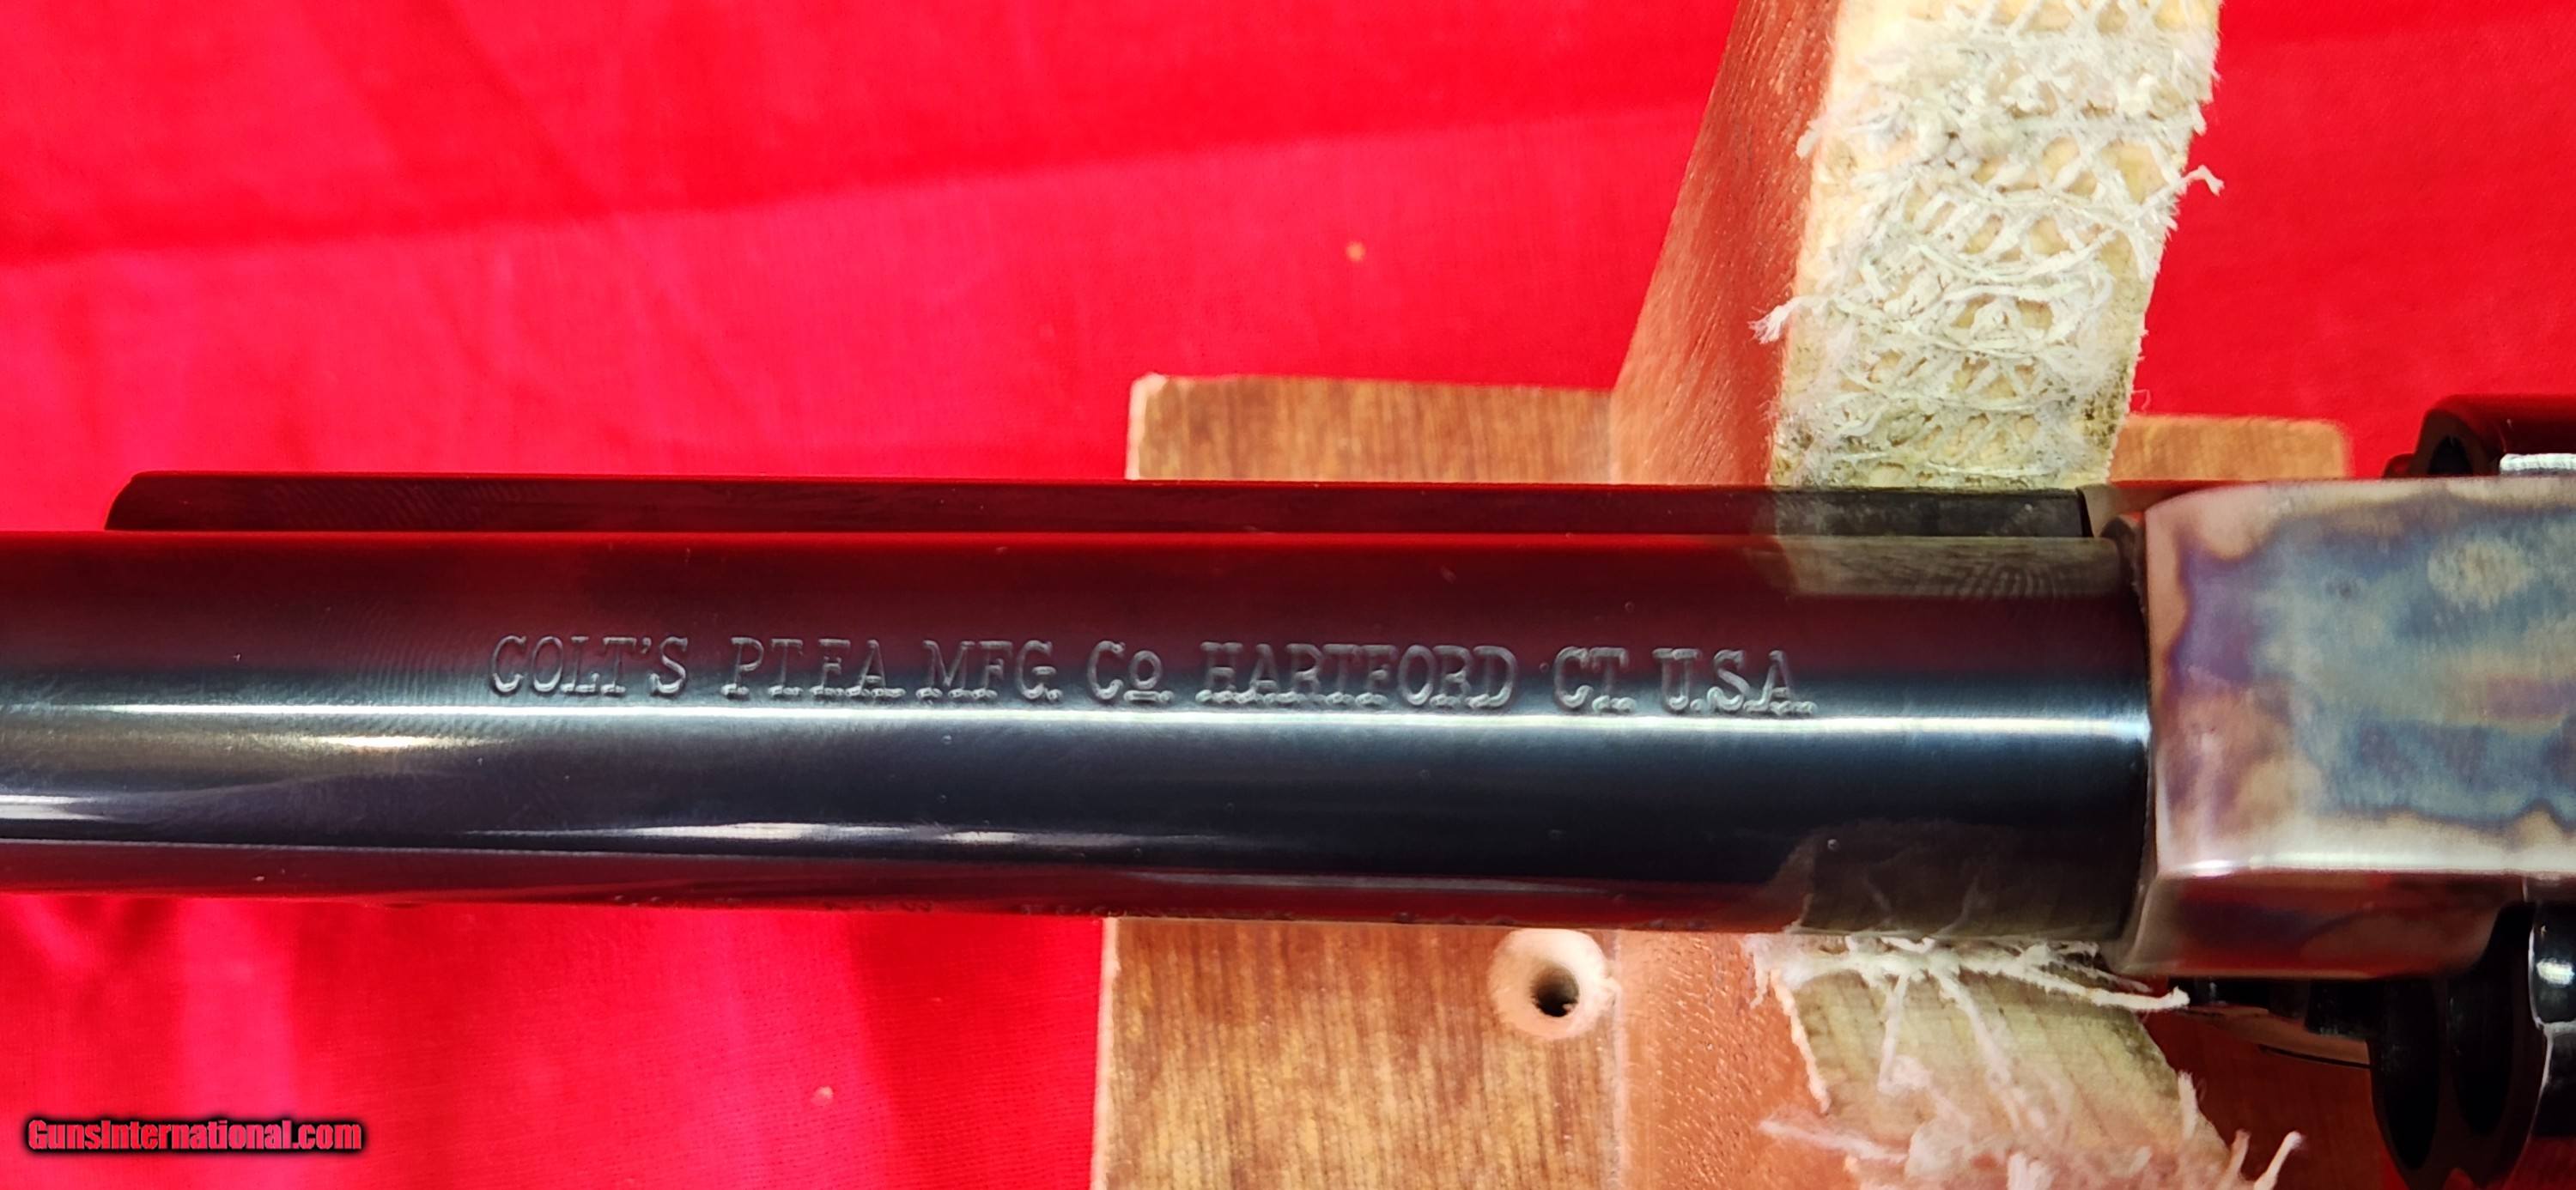 COLT'S PT.F.A. MFG. Co. HARTFORD CT. U.S.A.
GunsInternational.com